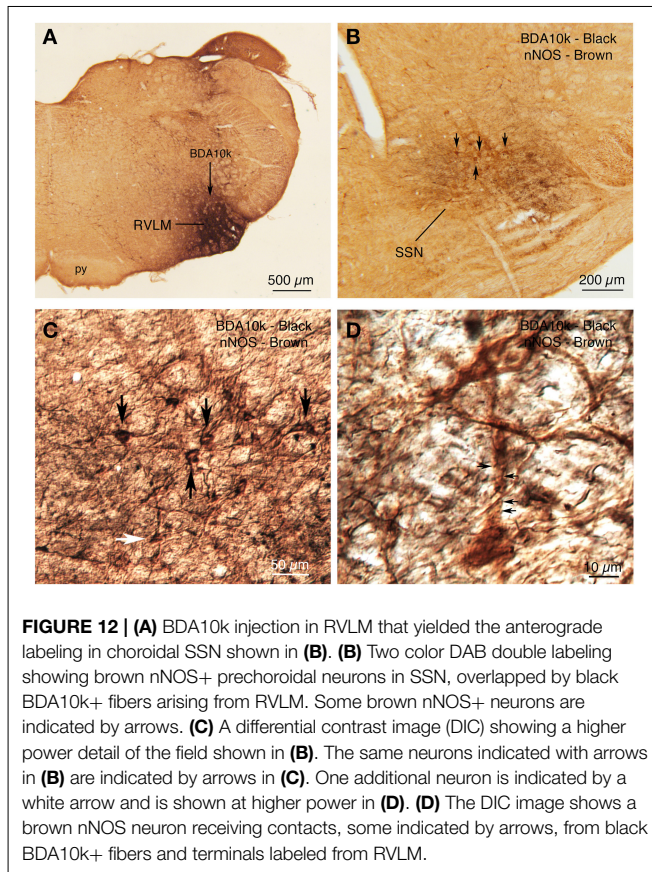 A
BDA10k
RVLM
py
500 µm
B
BDA10k - Black
nNOS - Brown
SSN
200 µm
C
BDA10k - Black
nNOS - Brown
50 µm
D
BDA10k - Black
nNOS - Brown
10 µm
FIGURE 12 | (A) BDA10k injection in RVLM that yielded the anterograde
labeling in choroidal SSN shown in (B). (B) Two color DAB double labeling
showing brown nNOS+ prechoroidal neurons in SSN, overlapped by black
BDA10k+ fibers arising from RVLM. Some brown nNOS+ neurons are
indicated by arrows. (C) A differential contrast image (DIC) showing a higher
power detail of the field shown in (B). The same neurons indicated with arrows
in (B) are indicated by arrows in (C). One additional neuron is indicated by a
white arrow and is shown at higher power in (D). (D) The DIC image shows a
brown nNOS neuron receiving contacts, some indicated by arrows, from black
BDA10k+ fibers and terminals labeled from RVLM.